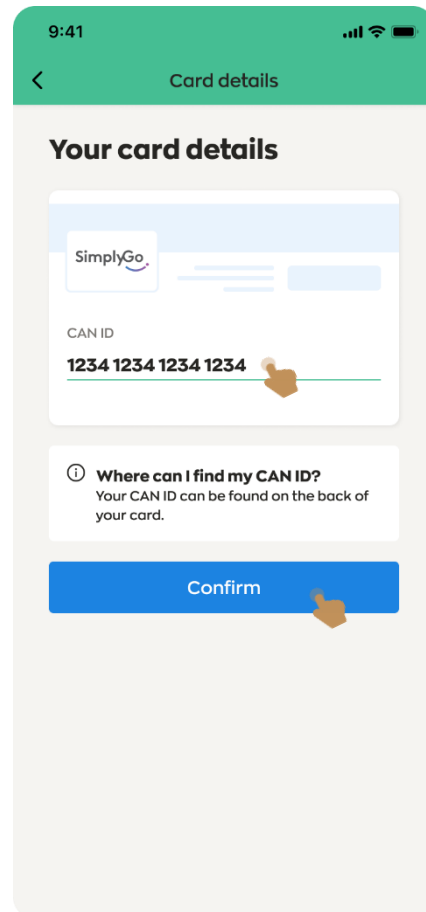 9:41
Card details
Your card details
SimplyGo
CAN ID
1234 1234 1234 1234
Where can I find my CAN ID?
Your CAN ID can be found on the back of
your card.
Confirm